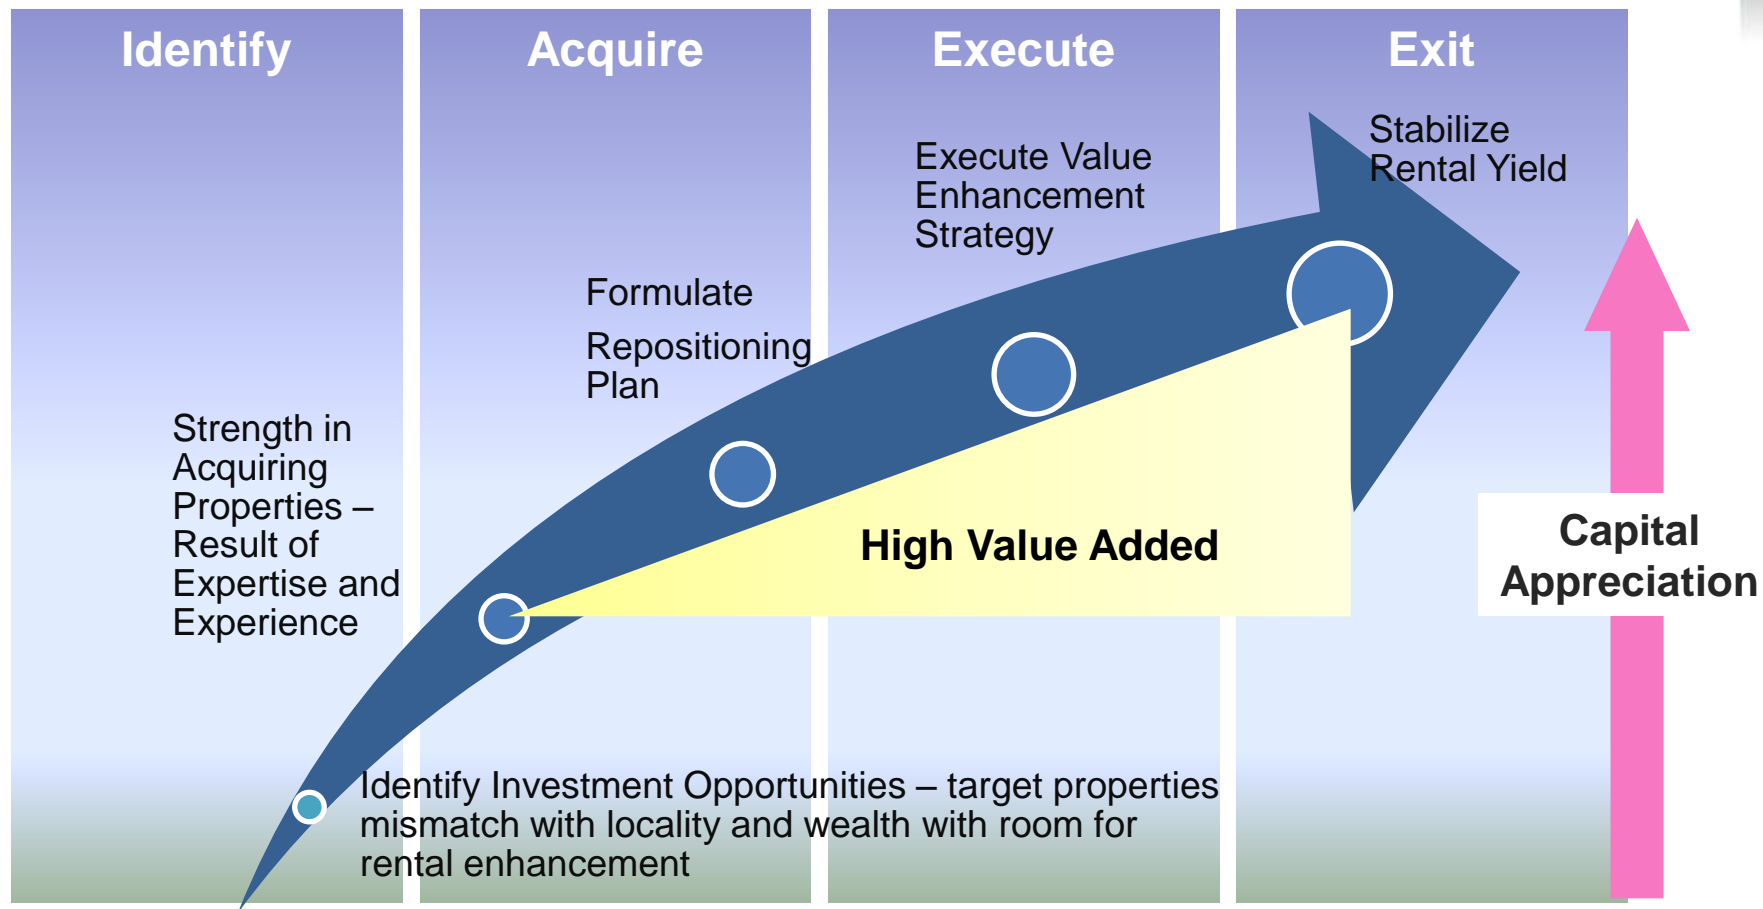 Identify
Acquire
Execute
Exit
Stabilize
Rental Yield
Execute Value
Enhancement
Strategy
Formulate
Repositioning
Plan
Strength in
Acquiring
Properties –
Result of
Expertise and
Experience
High Value Added
Capital
Appreciation
Identify Investment Opportunities – target properties
mismatch with locality and wealth with room for
rental enhancement